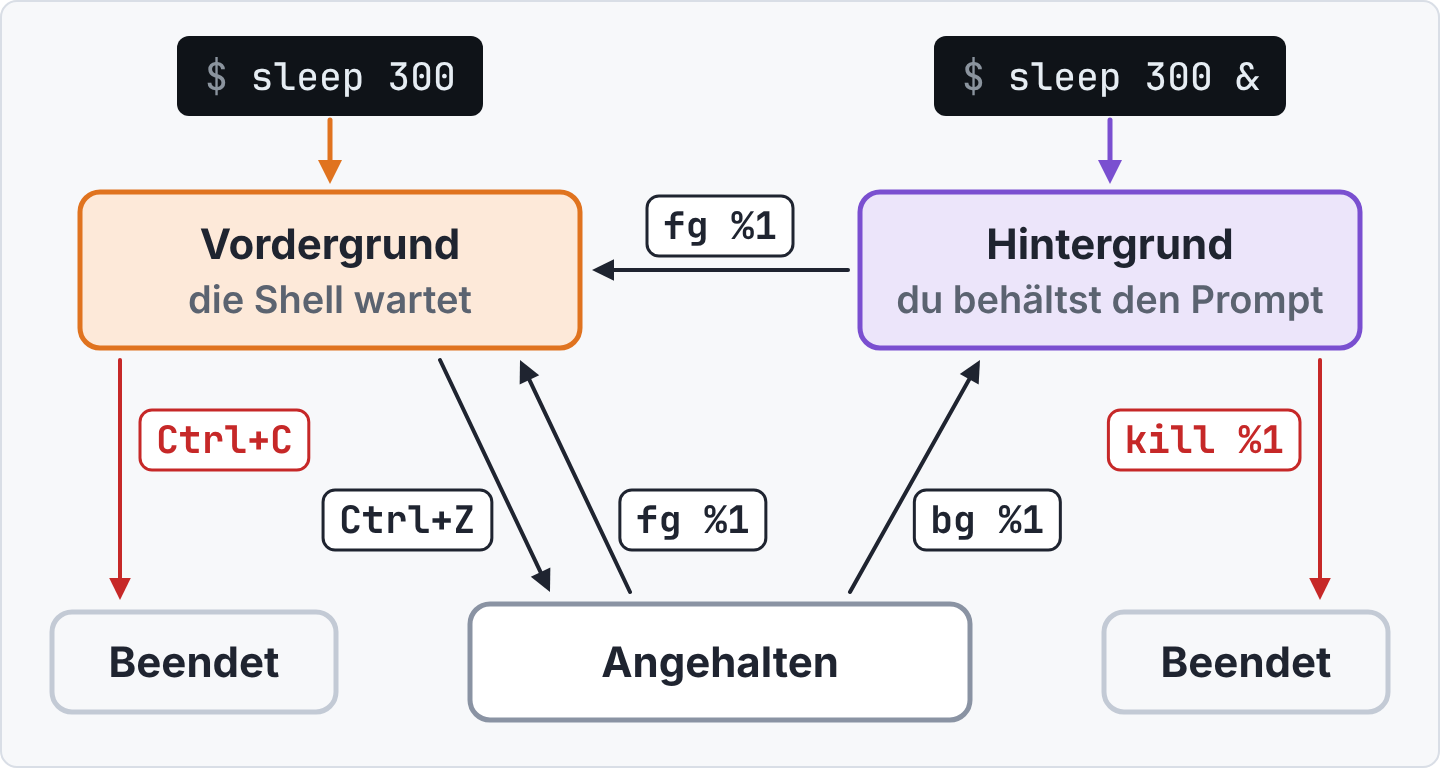 $ sleep 300
$ sleep 300 &
Vordergrund
die Shell wartet
fg %1
Hintergrund
du behältst den Prompt
Ctrl+C
kill %1
Ctrl+Z
fg %1
bg %1
Beendet
Angehalten
Beendet